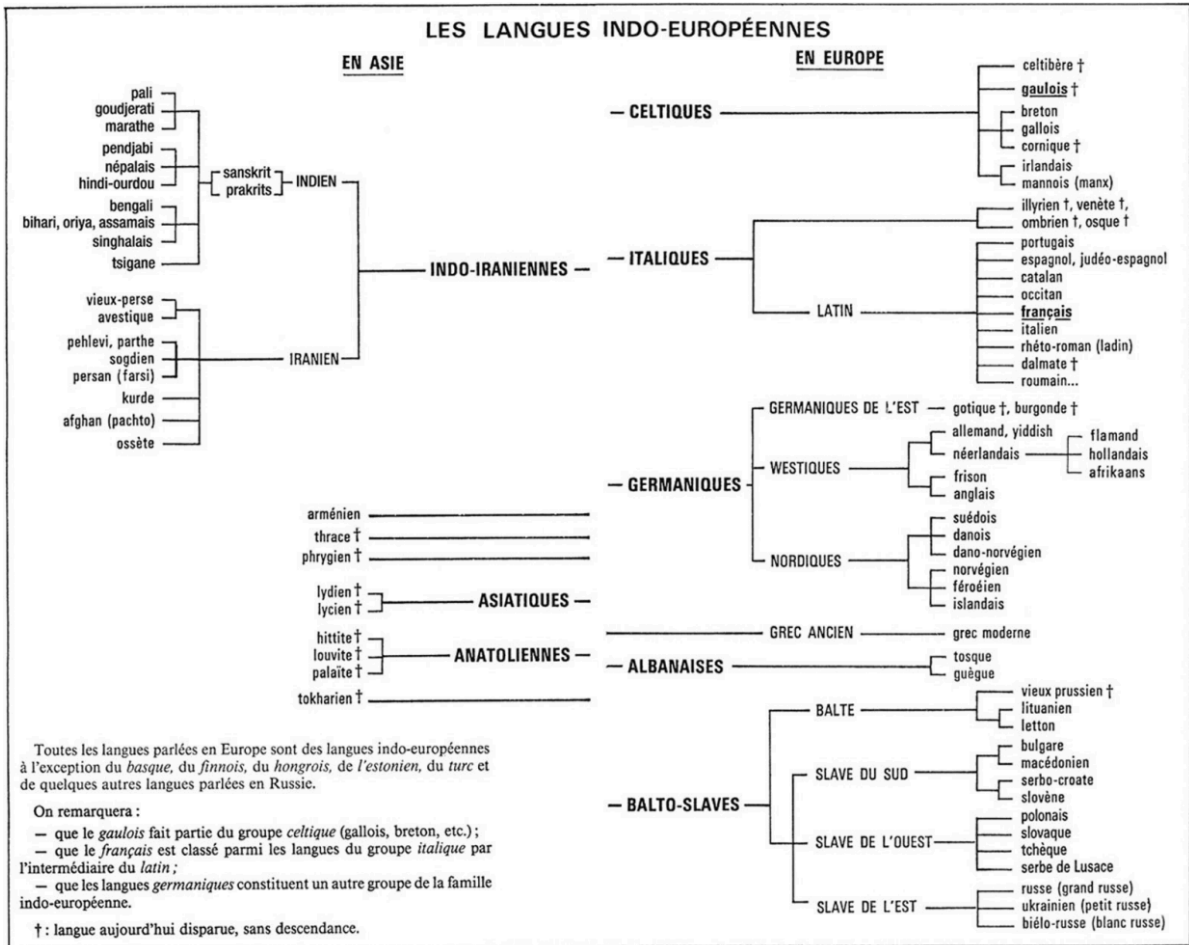 LES LANGUES INDO-EUROPÉENNES
EN ASIE
pali
goudjerati
marathe
pendjabi
népalais
hindi-ourdou
bengali
bihari, oriya, assamais
singhalais
tsigane
sanskrit
prakrits
INDIEN
vieux-perse
avestique
pehlevi, parthe
sogdien
persan (farsi)
kurde
afghan (pachto)
ossète
IRANIEN
INDO-IRANIENNES
arménien
thrace †
phrygien †
lydien †
lycien †
ASIATIQUES
hittite †
louvite †
palaïte †
ANATOLIENNES
tokharien †
EN EUROPE
CELTIQUES
celtibère †
gaulois †
breton
gallois
cornique †
irlandais
mannois (manx)
ITALIQUES
illyrien †, venète †,
ombrien †, osque †
LATIN
portugais
espagnol, judéo-espagnol
catalan
occitan
français
italien
rhéto-roman (ladin)
dalmate †
roumain...
GERMANIQUES
GERMANIQUES DE L'EST
gotique †, burgonde †
WESTIQUES
allemand, yiddish
néerlandais
flamand
hollandais
afrikaans
frison
anglais
NORDIQUES
suédois
danois
dano-norvégien
norvégien
féroéien
islandais
GREC ANCIEN
grec moderne
ALBANAISES
tosque
guègue
BALTO-SLAVES
BALTE
vieux prussien †
lituanien
letton
SLAVE DU SUD
bulgare
macédonien
serbo-croate
slovène
SLAVE DE L'OUEST
polonais
slovaque
tchèque
serbe de Lusace
SLAVE DE L'EST
russe (grand russe)
ukrainien (petit russe)
biélo-russe (blanc russe)
Toutes les langues parlées en Europe sont des langues indo-européennes
à l'exception du basque, du finnois, du hongrois, de l'estonien, du turc et
de quelques autres langues parlées en Russie.
On remarquera :
— que le gaulois fait partie du groupe celtique (gallois, breton, etc.) ;
— que le français est classé parmi les langues du groupe italique par
l'intermédiaire du latin ;
— que les langues germaniques constituent un autre groupe de la famille
indo-européenne.
† : langue aujourd'hui disparue, sans descendance.